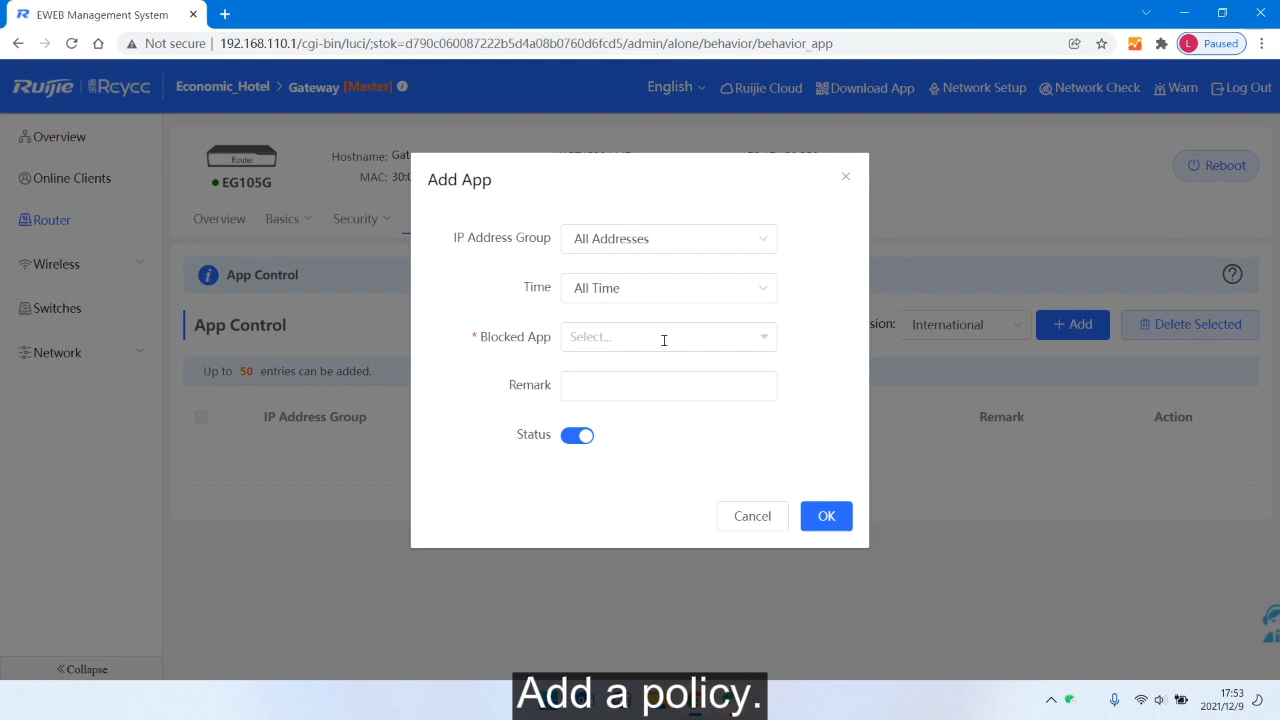 EWEB Management System
Not secure
192.168.110.1/cgi-bin/luci/;stok=d790c060087222b5d4a08b0760d6fcd5/admin/alone/behavior/behavior_app
L Paused
Ruijie Rcycc
Economic_Hotel > Gateway [Master]
English
Ruijie Cloud
Download App
Network Setup
Network Check
Warn
Log Out
Overview
Online Clients
Router
Wireless
Switches
Network
Collapse
Router
EG105G
Hostname: Gat
MAC: 30:0
Reboot
Overview
Basics
Security
App Control
App Control
sion: International
+ Add
Delete Selected
Up to 50 entries can be added.
IP Address Group
Remark
Action
Add App
IP Address Group
All Addresses
Time
All Time
* Blocked App
Select...
Remark
Status
Cancel
OK
Add a policy.
17:53
2021/12/9